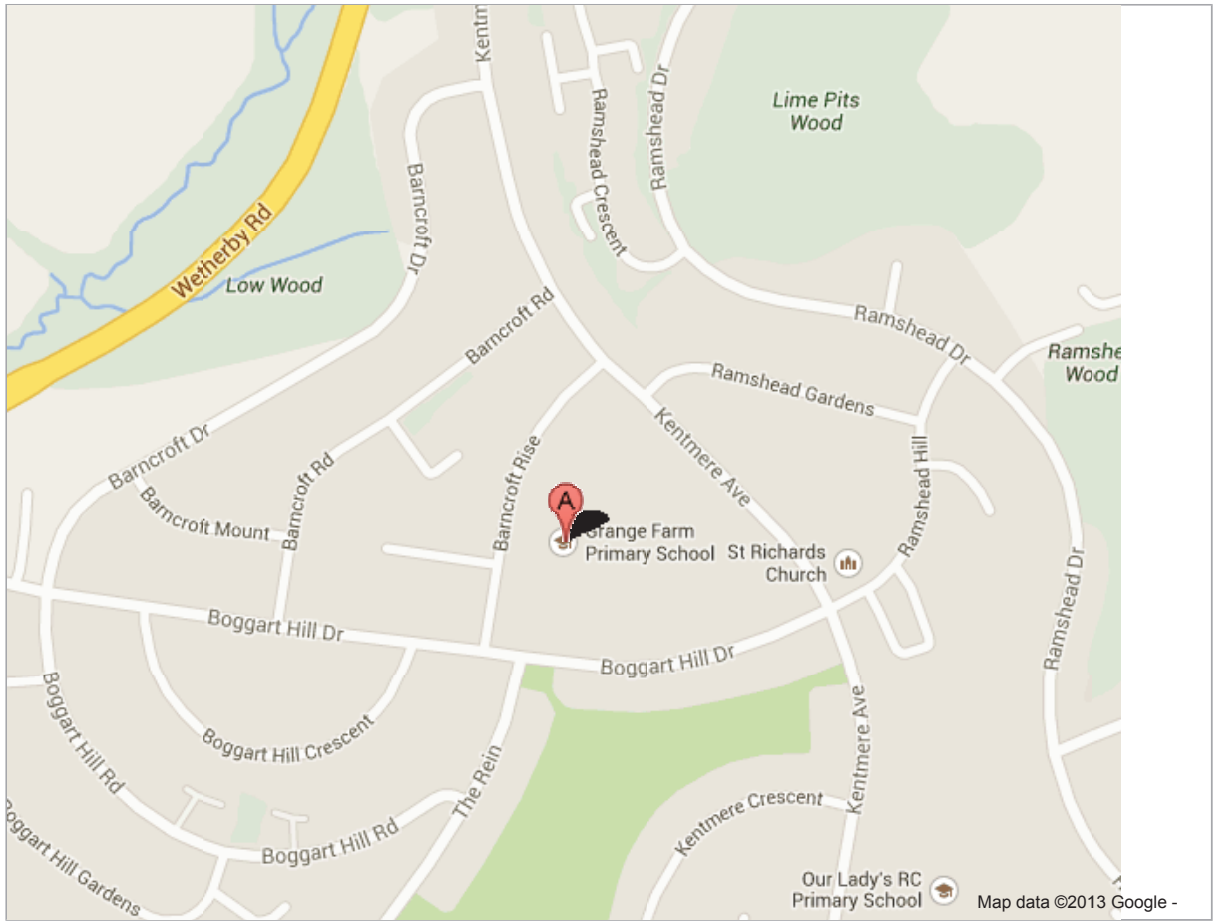 Kentm
Ramshead Dr
Lime Pits
Wood
Ramshead Crescent
Ramshead Dr
Barncroft Dr
Wetherby Rd
Low Wood
Barncroft Rd
Ramshead Dr
Ramshe
Wood
Ramshead Gardens
Kentmere Ave
Barncroft Dr
Barncroft Rise
Barncroft Rd
Ramshead Hill
Barncroft Mount
A
Grange Farm
Primary School
St Richards
Church
Boggart Hill Dr
Boggart Hill Dr
Ramshead Dr
Boggart Hill Rd
Boggart Hill Crescent
Kentmere Ave
The Rein
Kentmere Crescent
Boggart Hill Rd
Boggart Hill Gardens
Our Lady's RC
Primary School
Map data ©2013 Google -